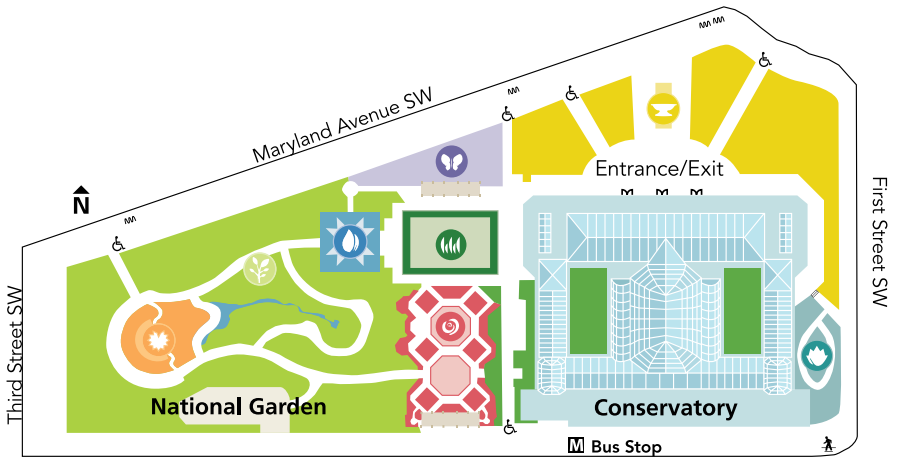 Maryland Avenue SW
Entrance/Exit
N
First Street SW
Third Street SW
National Garden
Conservatory
M Bus Stop